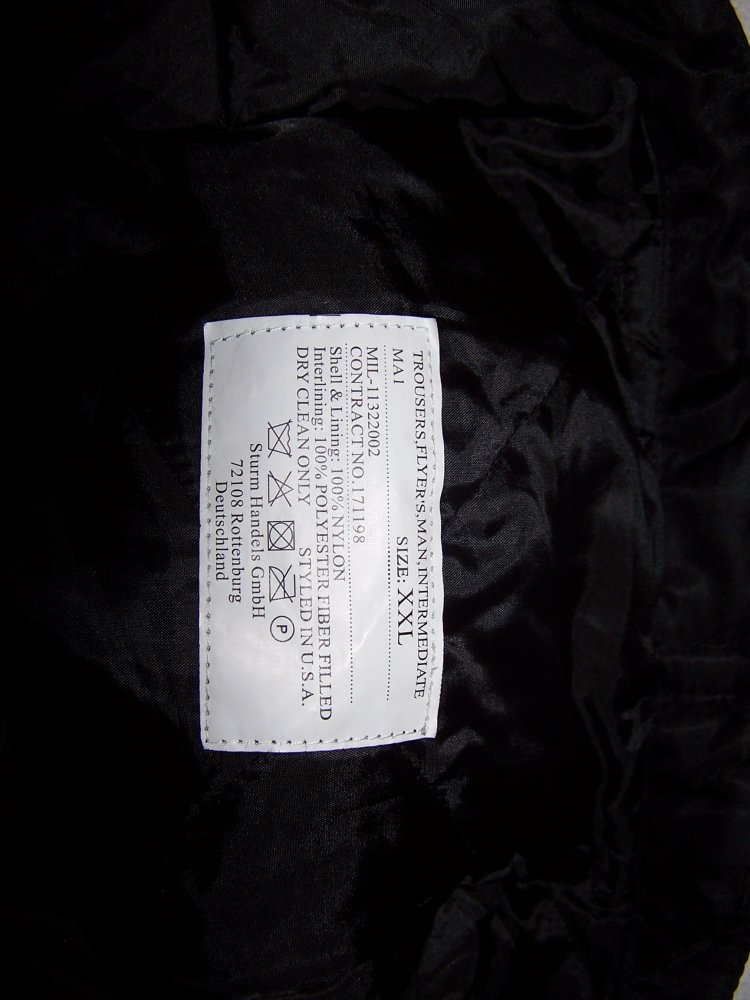 TROUSERS,FLYER'S,MAN,INTERMEDIATE
MA1 SIZE: XXL
MIL-11322002
CONTRACT NO.171198
Shell & Lining: 100% NYLON
Interlining: 100% POLYESTER FIBER FILLED
DRY CLEAN ONLY STYLED IN U.S.A.
P
Sturm Handels GmbH
72108 Rottenburg
Deutschland